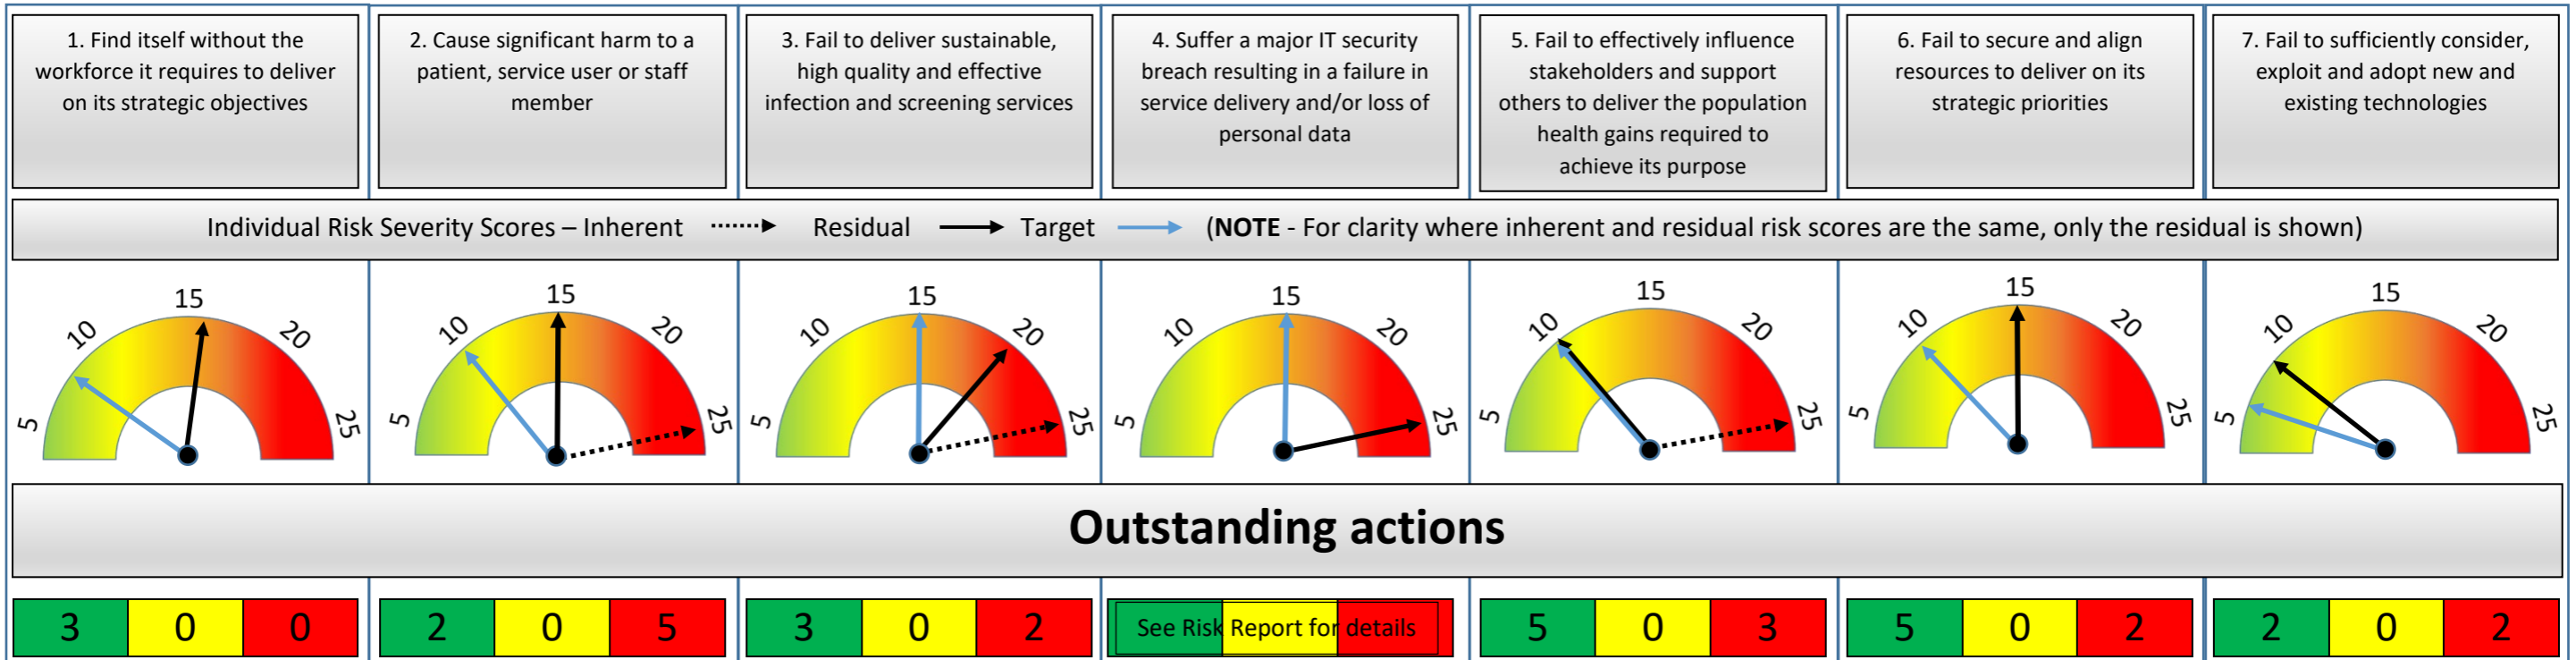 1. Find itself without the
workforce it requires to deliver
on its strategic objectives
2. Cause significant harm to a
patient, service user or staff
member
3. Fail to deliver sustainable,
high quality and effective
infection and screening services
4. Suffer a major IT security
breach resulting in a failure in
service delivery and/or loss of
personal data
5. Fail to effectively influence
stakeholders and support
others to deliver the population
health gains required to
achieve its purpose
6. Fail to secure and align
resources to deliver on its
strategic priorities
7. Fail to sufficiently consider,
exploit and adopt new and
existing technologies
Individual Risk Severity Scores – Inherent Residual Target (NOTE - For clarity where inherent and residual risk scores are the same, only the residual is shown)
5 10 15 20 25
5 10 15 20 25
5 10 15 20 25
5 10 15 20 25
5 10 15 20 25
5 10 15 20 25
5 10 15 20 25
Outstanding actions
3 0 0
2 0 5
3 0 2
See Risk Report for details
5 0 3
5 0 2
2 0 2